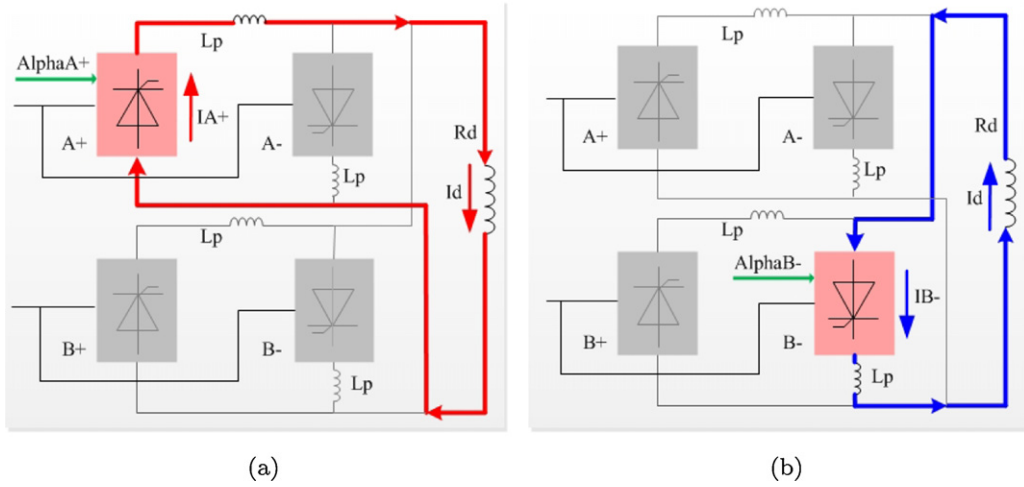 Lp
AlphaA+
IA+
A+
A-
Lp
Rd
Id
Lp
B+
B-
Lp
(a)
Lp
A+
A-
Lp
Rd
Id
Lp
AlphaB-
IB-
B+
B-
Lp
(b)